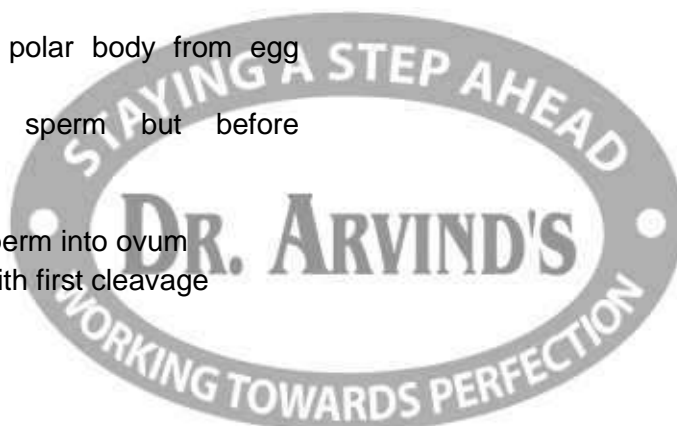 polar body from egg
STAYING A STEP AHEAD
sperm but before
DR. ARVIND'S
perm into ovum
ith first cleavage
WORKING TOWARDS PERFECTION